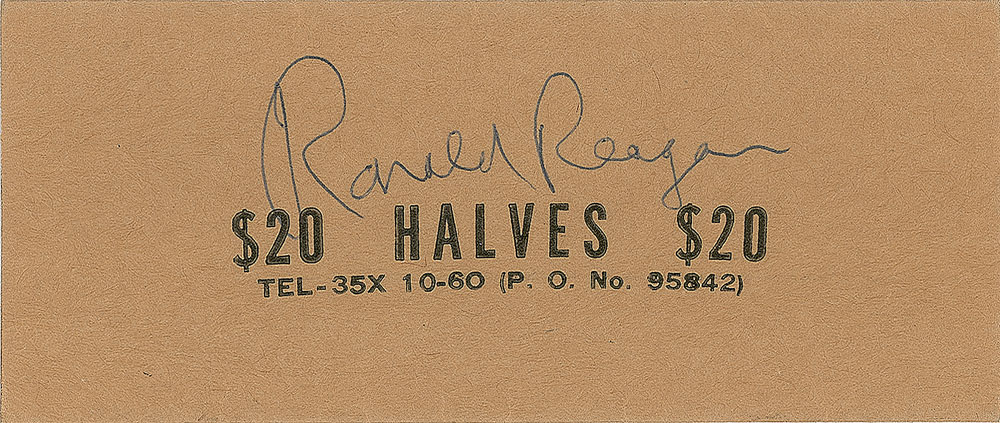 Ronald Reagan
$20 HALVES $20
TEL-35X 10-60 (P. O. No. 95842)